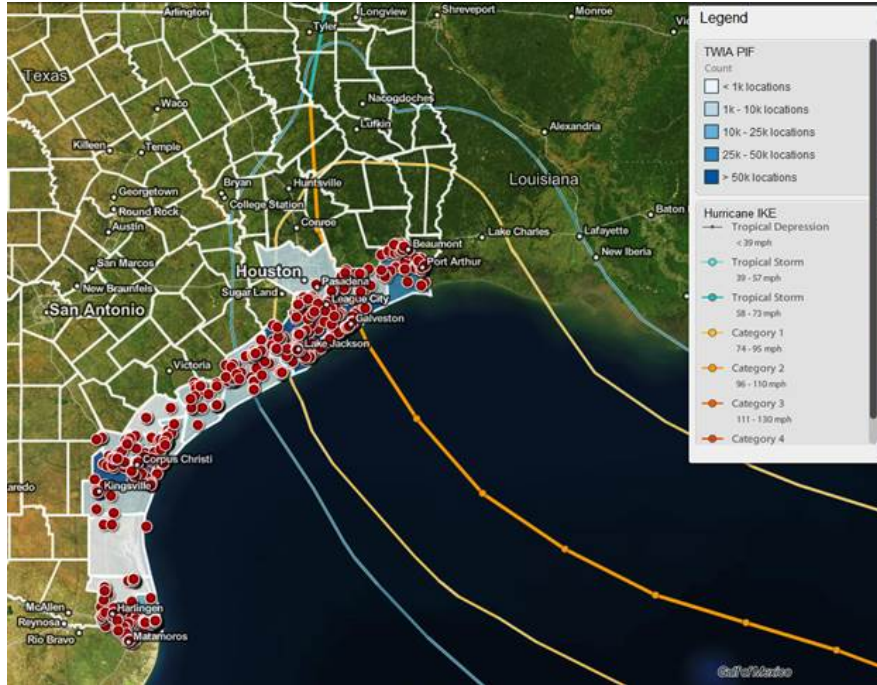 Arlington
Longview
Shreveport
Monroe
Tyler
Texas
Waco
Nacogdoches
Lufkin
Killeen
Temple
Alexandria
Georgetown
Round Rock
Austin
Bryan
College Station
Huntsville
Conroe
Louisiana
Baton
Beaumont
Lake Charles
Lafayette
New Iberia
Port Arthur
San Marcos
New Braunfels
San Antonio
Houston
Pasadena
Sugar Land
League City
Galveston
Lake Jackson
Victoria
Corpus Christi
Kingsville
aredo
McAllen
Harlingen
Reynosa
Rio Bravo
Matamoros
Gulf of Mexico
Legend
TWIA PIF
Count
< 1k locations
1k - 10k locations
10k - 25k locations
25k - 50k locations
> 50k locations
Hurricane IKE
Tropical Depression
< 39 mph
Tropical Storm
39 - 57 mph
Tropical Storm
58 - 73 mph
Category 1
74 - 95 mph
Category 2
96 - 110 mph
Category 3
111 - 130 mph
Category 4